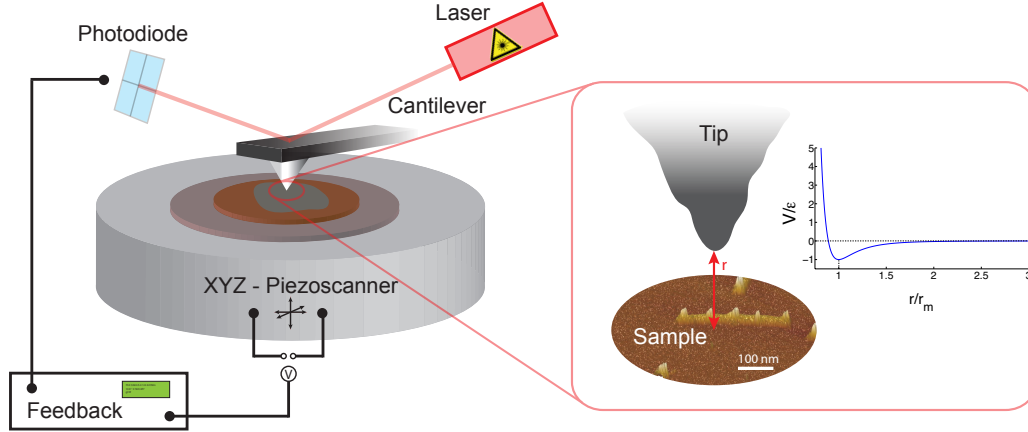 Laser
Photodiode
Cantilever
XYZ - Piezoscanner
V
Feedback
Tip
r
Sample
100 nm
V/ε
5
4
3
2
1
0
−1
1
1.5
2
2.5
3
r/rm